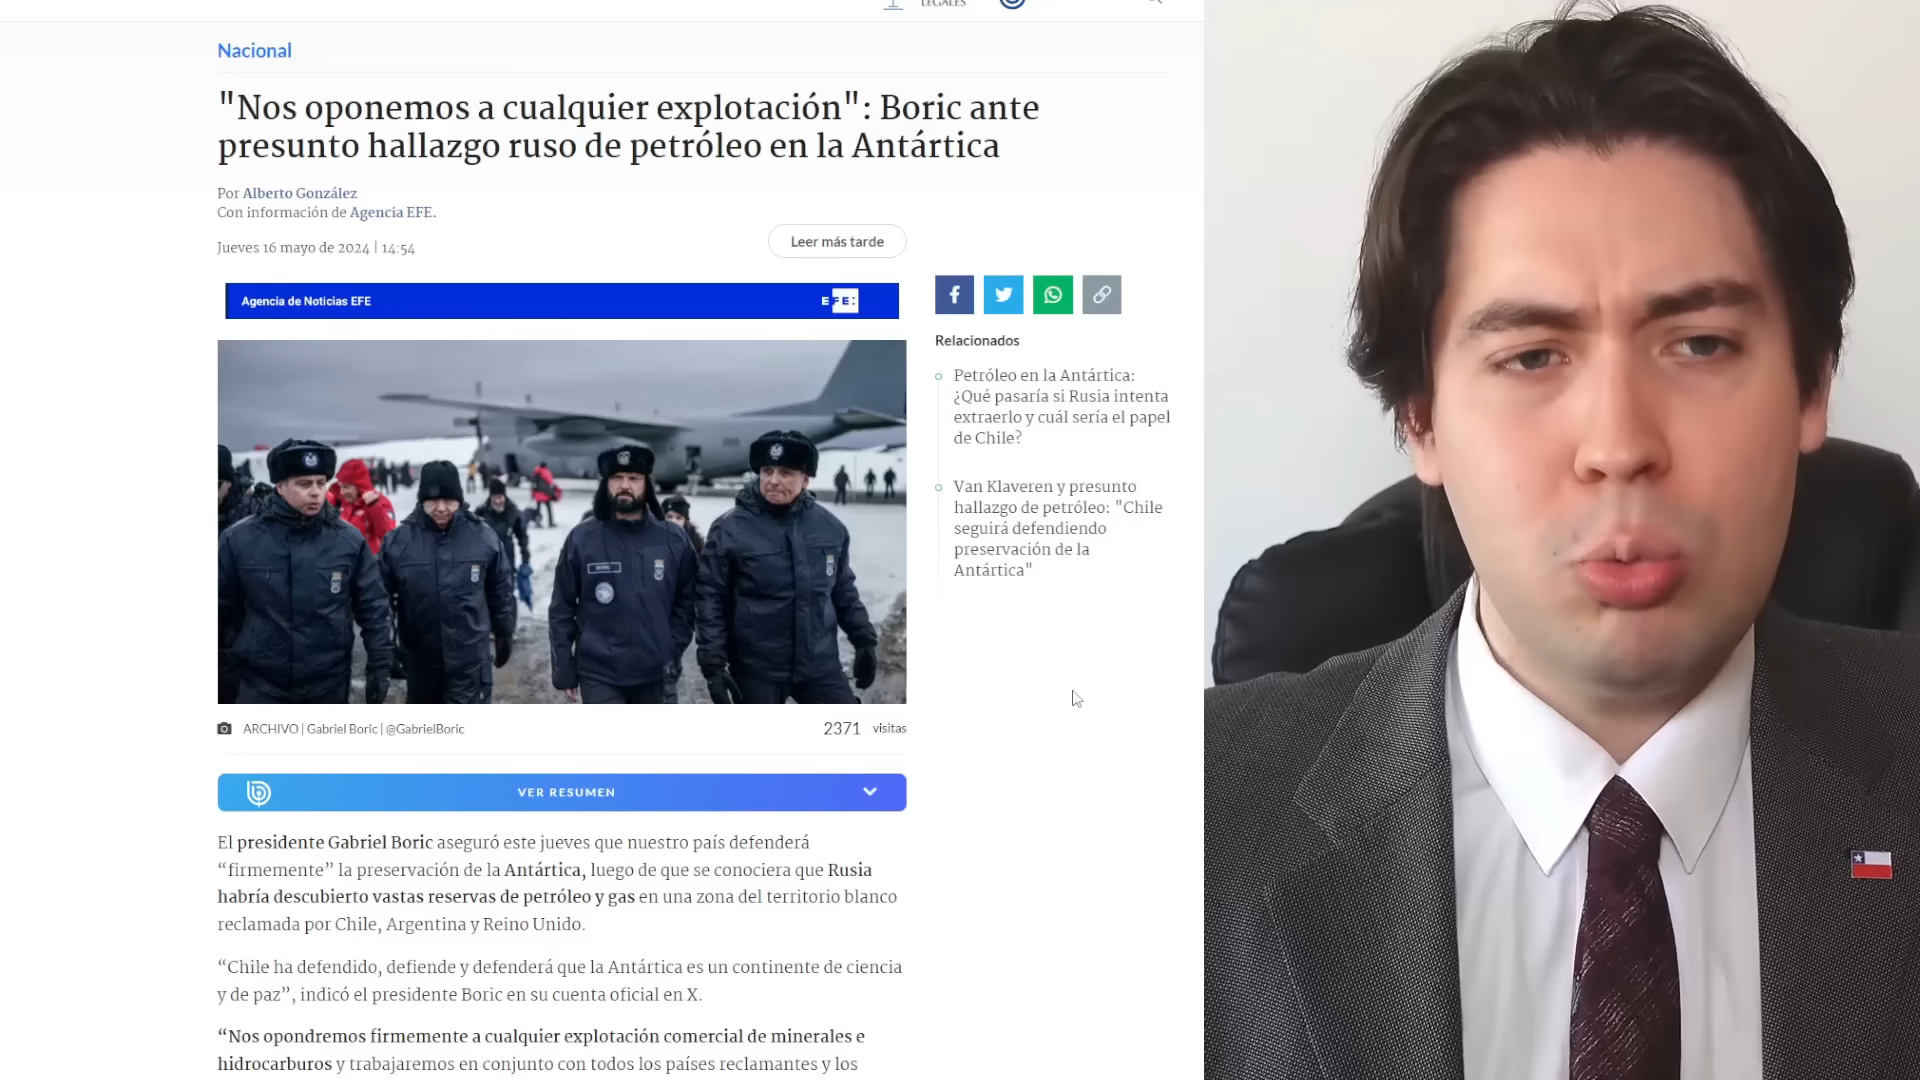 LEGALES
Nacional
"Nos oponemos a cualquier explotación": Boric ante
presunto hallazgo ruso de petróleo en la Antártica
Por Alberto González
Con información de Agencia EFE.
Jueves 16 mayo de 2024 | 14:54
Leer más tarde
Agencia de Noticias EFE
EFE:
Relacionados
Petróleo en la Antártica:
¿Qué pasaría si Rusia intenta
extraerlo y cuál sería el papel
de Chile?
Van Klaveren y presunto
hallazgo de petróleo: "Chile
seguirá defendiendo
preservación de la
Antártica"
ARCHIVO | Gabriel Boric | @GabrielBoric
2371 visitas
VER RESUMEN
El presidente Gabriel Boric aseguró este jueves que nuestro país defenderá
“firmemente” la preservación de la Antártica, luego de que se conociera que Rusia
habría descubierto vastas reservas de petróleo y gas en una zona del territorio blanco
reclamada por Chile, Argentina y Reino Unido.
“Chile ha defendido, defiende y defenderá que la Antártica es un continente de ciencia
y de paz”, indicó el presidente Boric en su cuenta oficial en X.
“Nos opondremos firmemente a cualquier explotación comercial de minerales e
hidrocarburos y trabajaremos en conjunto con todos los países reclamantes y los